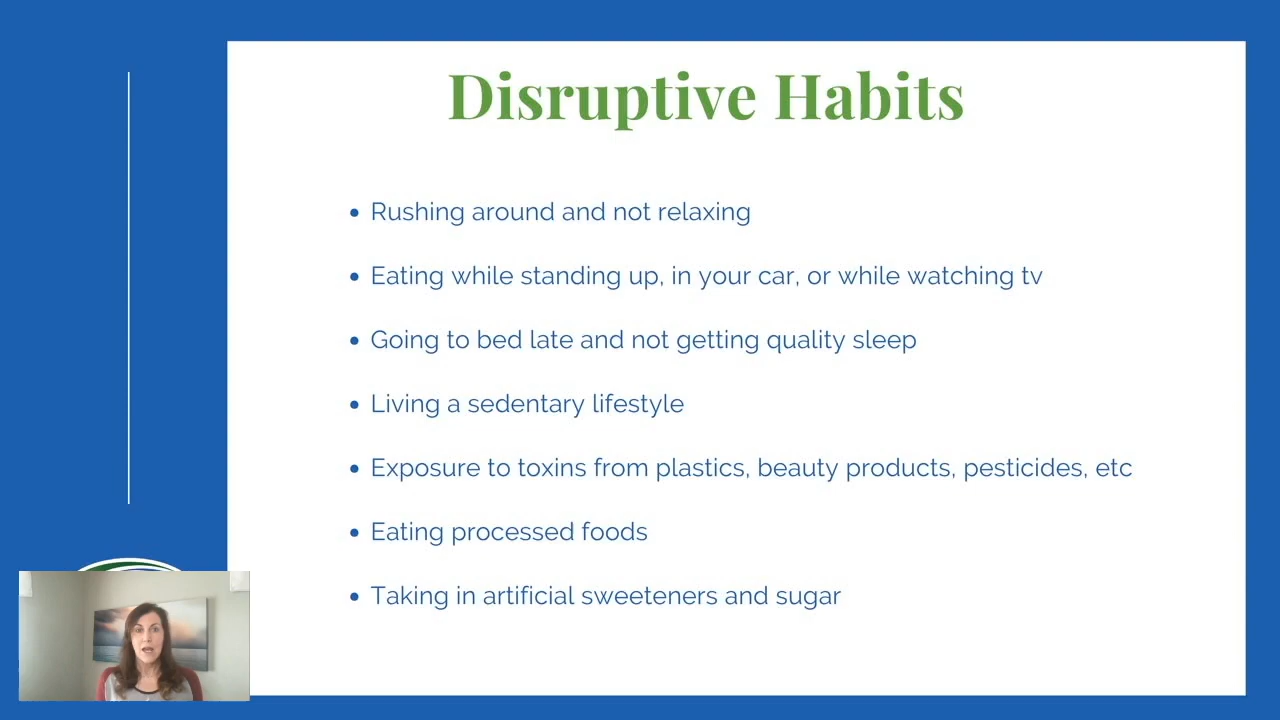 Disruptive Habits
• Rushing around and not relaxing
• Eating while standing up, in your car, or while watching tv
• Going to bed late and not getting quality sleep
• Living a sedentary lifestyle
• Exposure to toxins from plastics, beauty products, pesticides, etc
• Eating processed foods
• Taking in artificial sweeteners and sugar